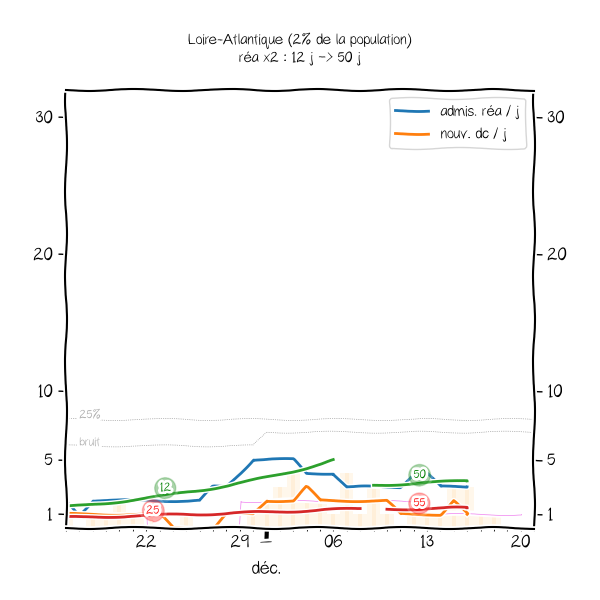 Loire-Atlantique (2% de la population)
réa x2 : 12 j -> 50 j
admis. réa / j
nouv. dc / j
30 30
20 20
10 10
25%
bruit
5 5
12 50
25 55
1 1
22 29 06 13 20
déc.